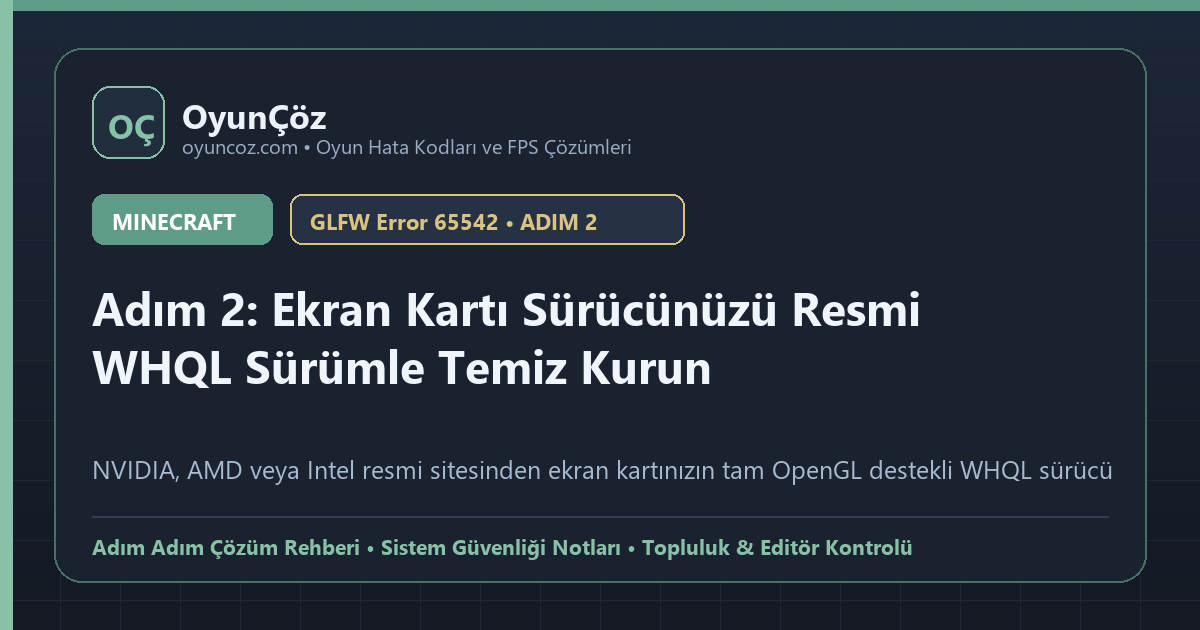 OÇ
OyunÇöz
oyuncoz.com • Oyun Hata Kodları ve FPS Çözümleri
MINECRAFT
GLFW Error 65542 • ADIM 2
Adım 2: Ekran Kartı Sürücünüzü Resmi
WHQL Sürümle Temiz Kurun
NVIDIA, AMD veya Intel resmi sitesinden ekran kartınızın tam OpenGL destekli WHQL sürücü
Adım Adım Çözüm Rehberi • Sistem Güvenliği Notları • Topluluk & Editör Kontrolü